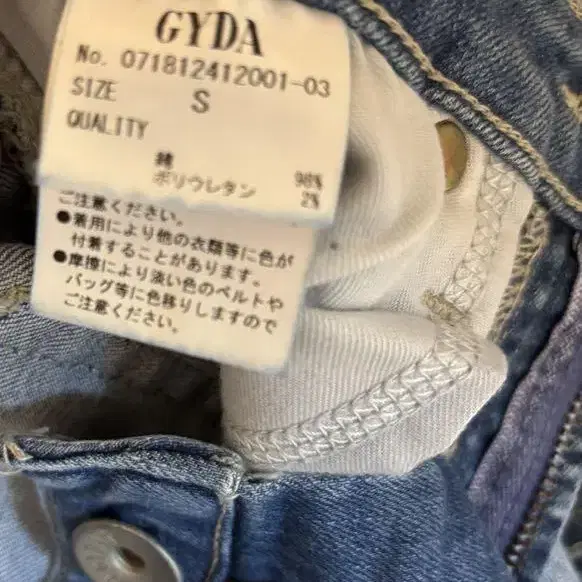 GYDA
No. 071812412001-03
SIZE S
QUALITY
綿 98%
ポリウレタン 2%
ご注意ください。
●着用により他の衣類等に色が
付着することがあります。
●摩擦により淡い色のベルトや
バッグ等に色移りしますので
ご注意ください。